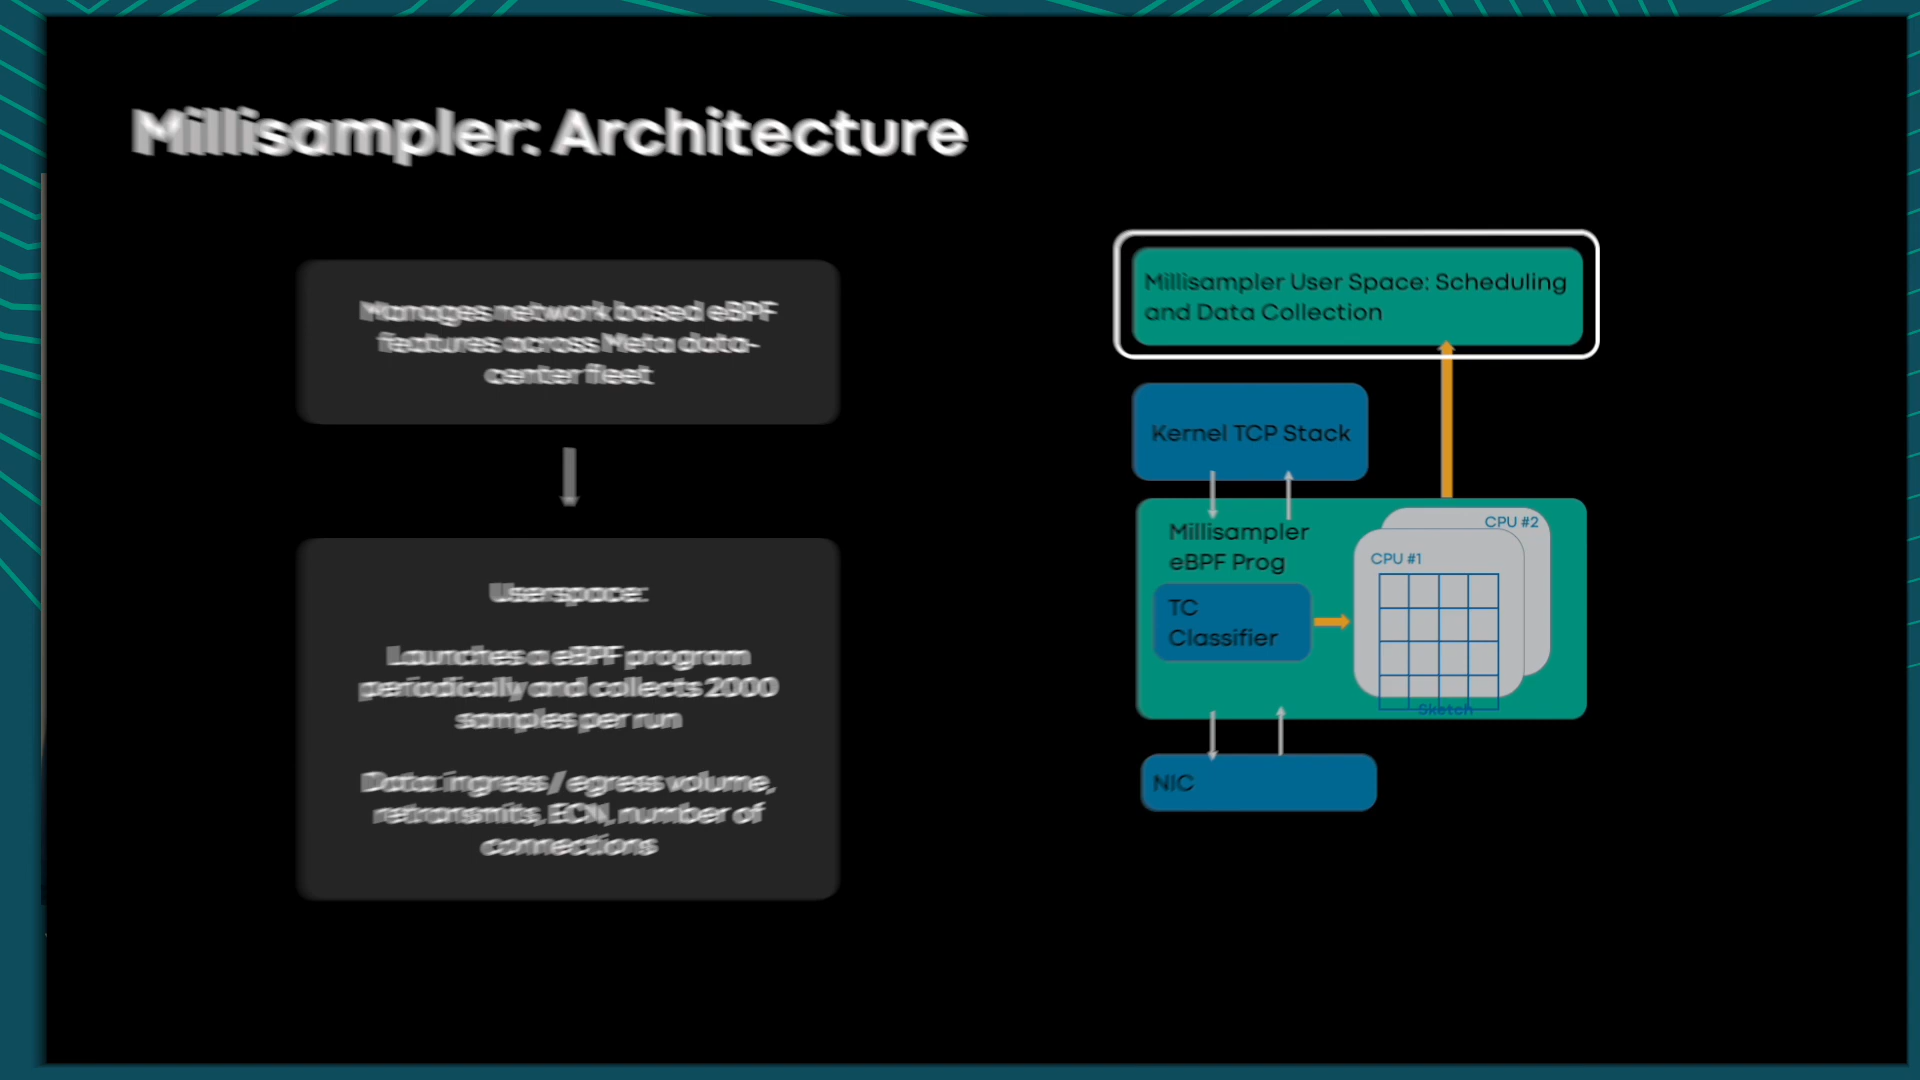 Millisampler: Architecture
Manages network based eBPF
features across Meta data-
center fleet
Userspace:
Launches a eBPF program
periodically and collects 2000
samples per run
Data: ingress / egress volume,
retransmits, ECN, number of
connections
Millisampler User Space: Scheduling
and Data Collection
Kernel TCP Stack
Millisampler
eBPF Prog
TC
Classifier
CPU #2
CPU #1
Sketch
NIC